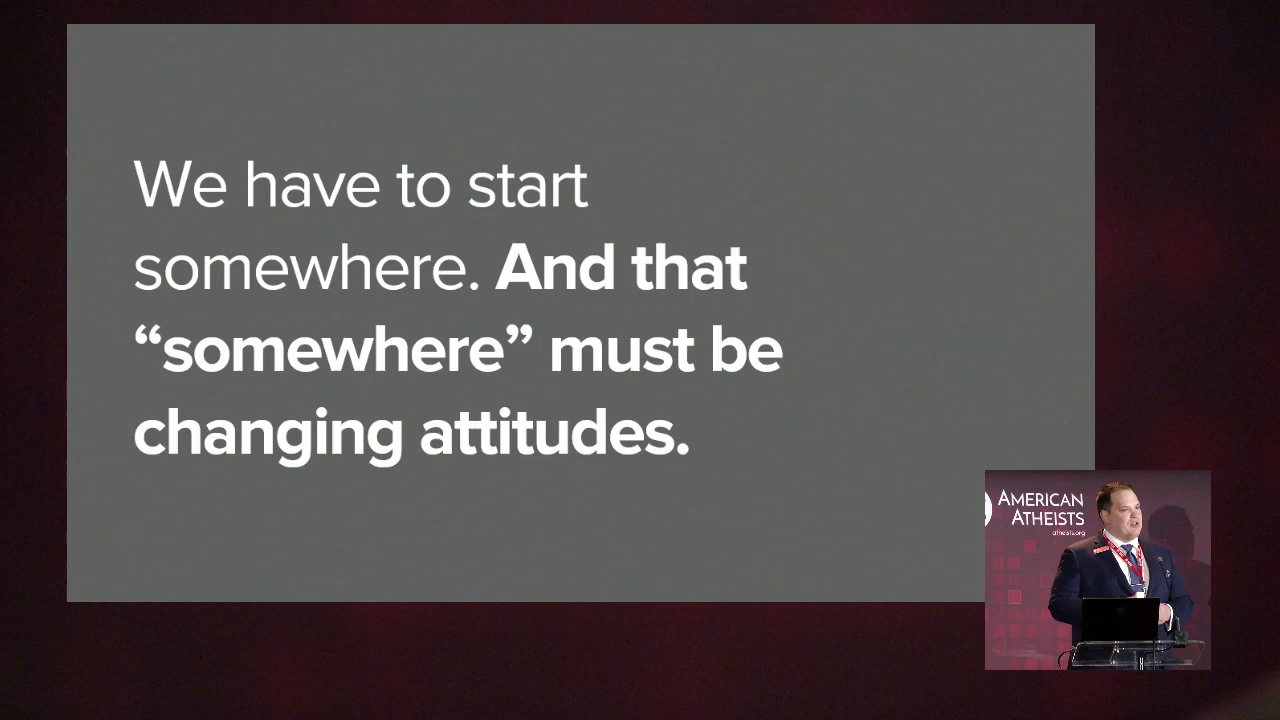 We have to start
somewhere. And that
“somewhere” must be
changing attitudes.
AMERICAN
ATHEISTS
atheists.org